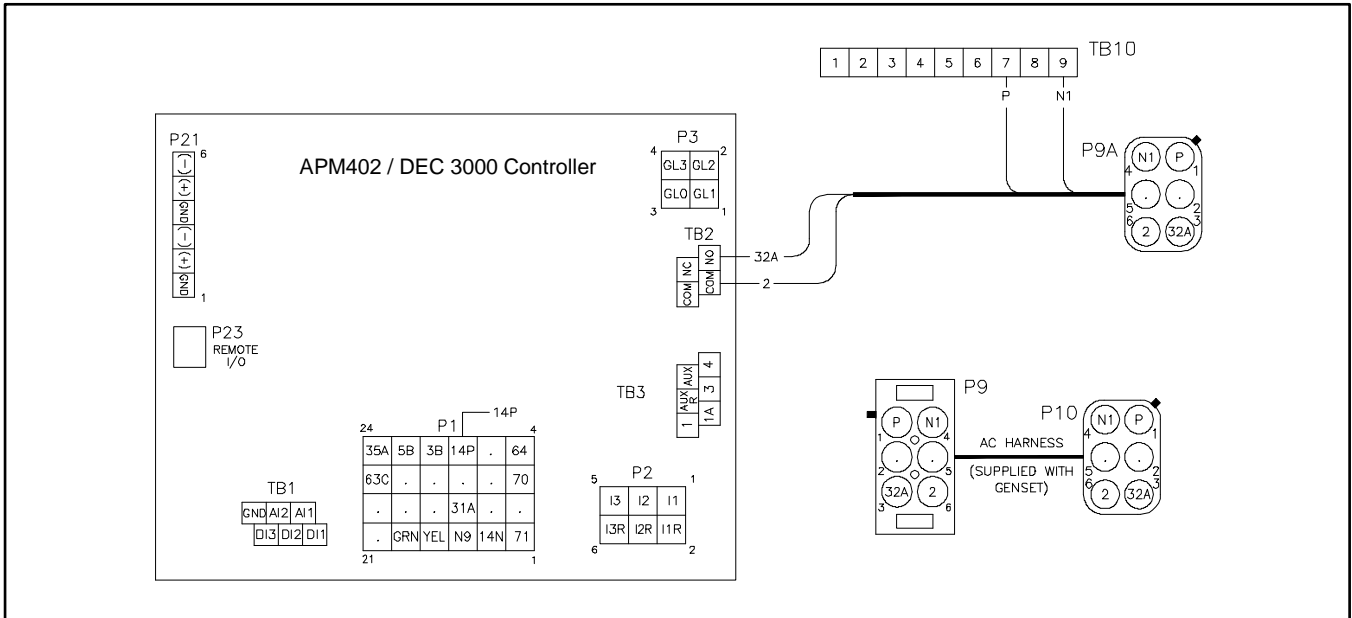 1 2 3 4 5 6 7 8 9
TB10
P N1
P21
6
(-)
(+)
GND
(-)
(+)
GND
1
APM402 / DEC 3000 Controller
P3
4 2
GL3 GL2
GL0 GL1
3 1
P9A
N1 P
4 1
. .
5 2
6 3
2 32A
TB2
NC NO
COM COM
32A
2
P23
REMOTE
I/O
TB3
AUX 4
AUX R 3
1 1A
14P
24 P1 4
35A 5B 3B 14P . 64
63C . . . . 70
. . . 31A . .
. GRN YEL N9 14N 71
21 1
TB1
GND AI2 AI1
DI3 DI2 DI1
P2
5 1
I3 I2 I1
I3R I2R I1R
6 2
P9
P N1
1 4
. .
2 5
32A 2
3 6
AC HARNESS
(SUPPLIED WITH
GENSET)
P10
N1 P
4 1
. .
5 2
6 3
2 32A